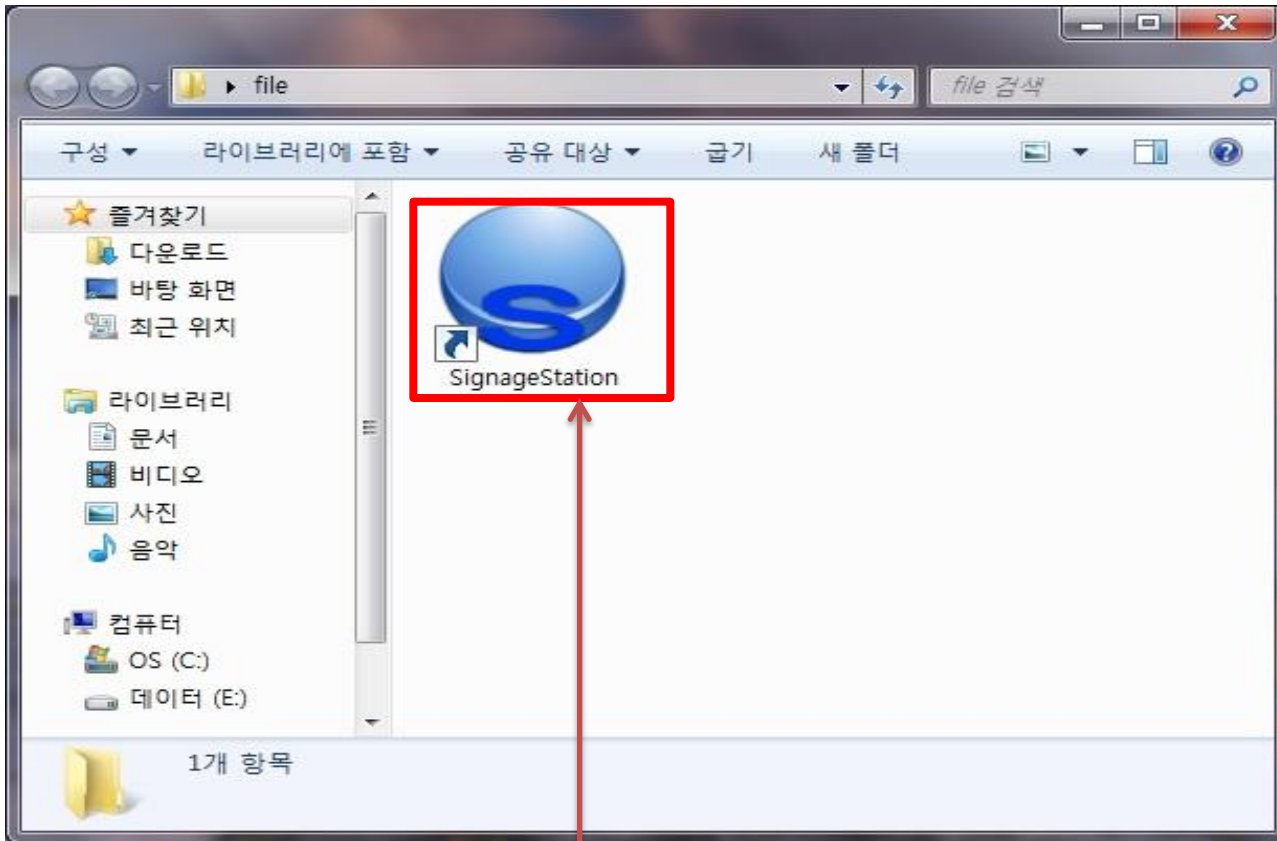 file
file 검색
구성 라이브러리에 포함 공유 대상 굽기 새 폴더
즐겨찾기
다운로드
바탕 화면
최근 위치
라이브러리
문서
비디오
사진
음악
컴퓨터
OS (C:)
데이터 (E:)
S
SignageStation
1개 항목